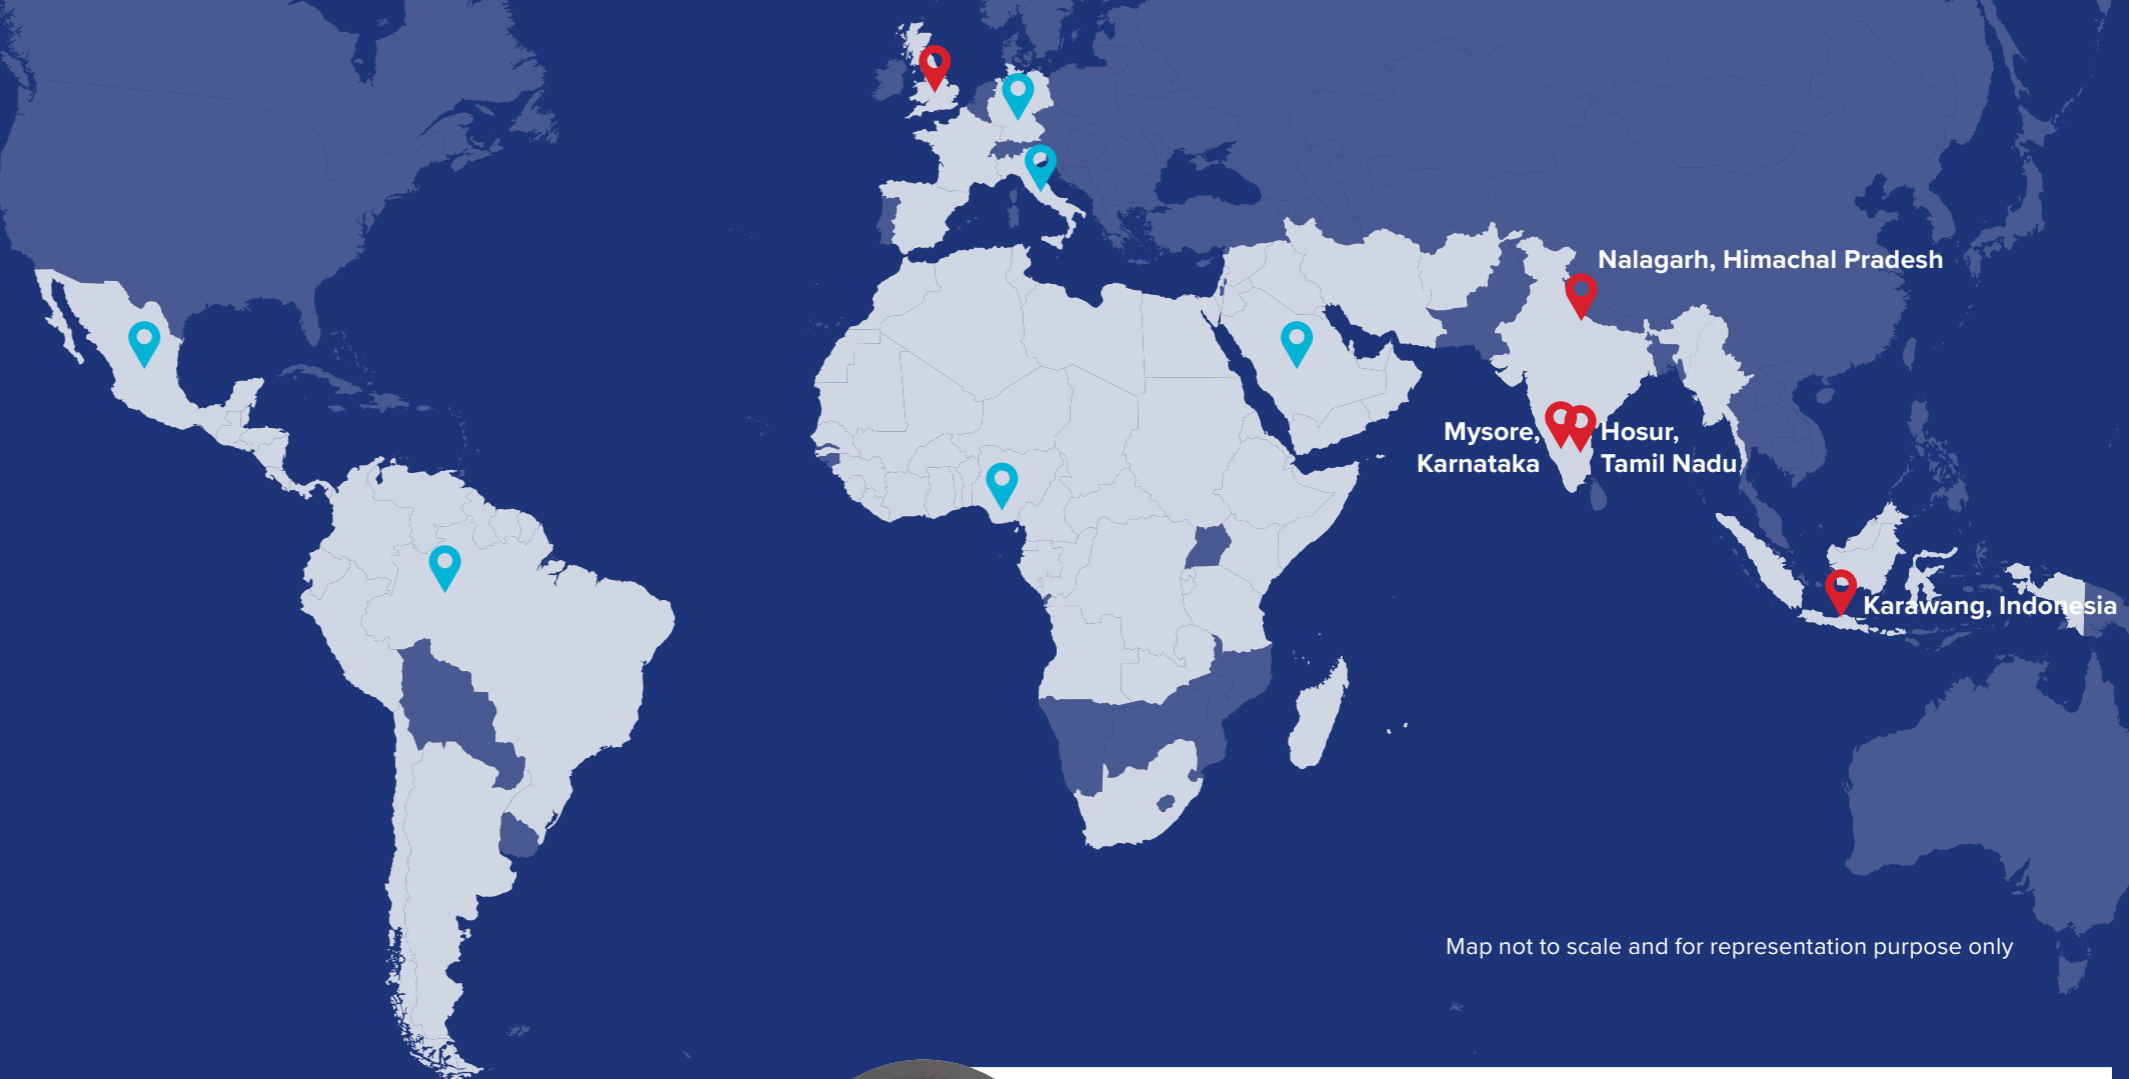 Nalagarh, Himachal Pradesh
Mysore,
Karnataka
Hosur,
Tamil Nadu
Karawang, Indonesia
Map not to scale and for representation purpose only